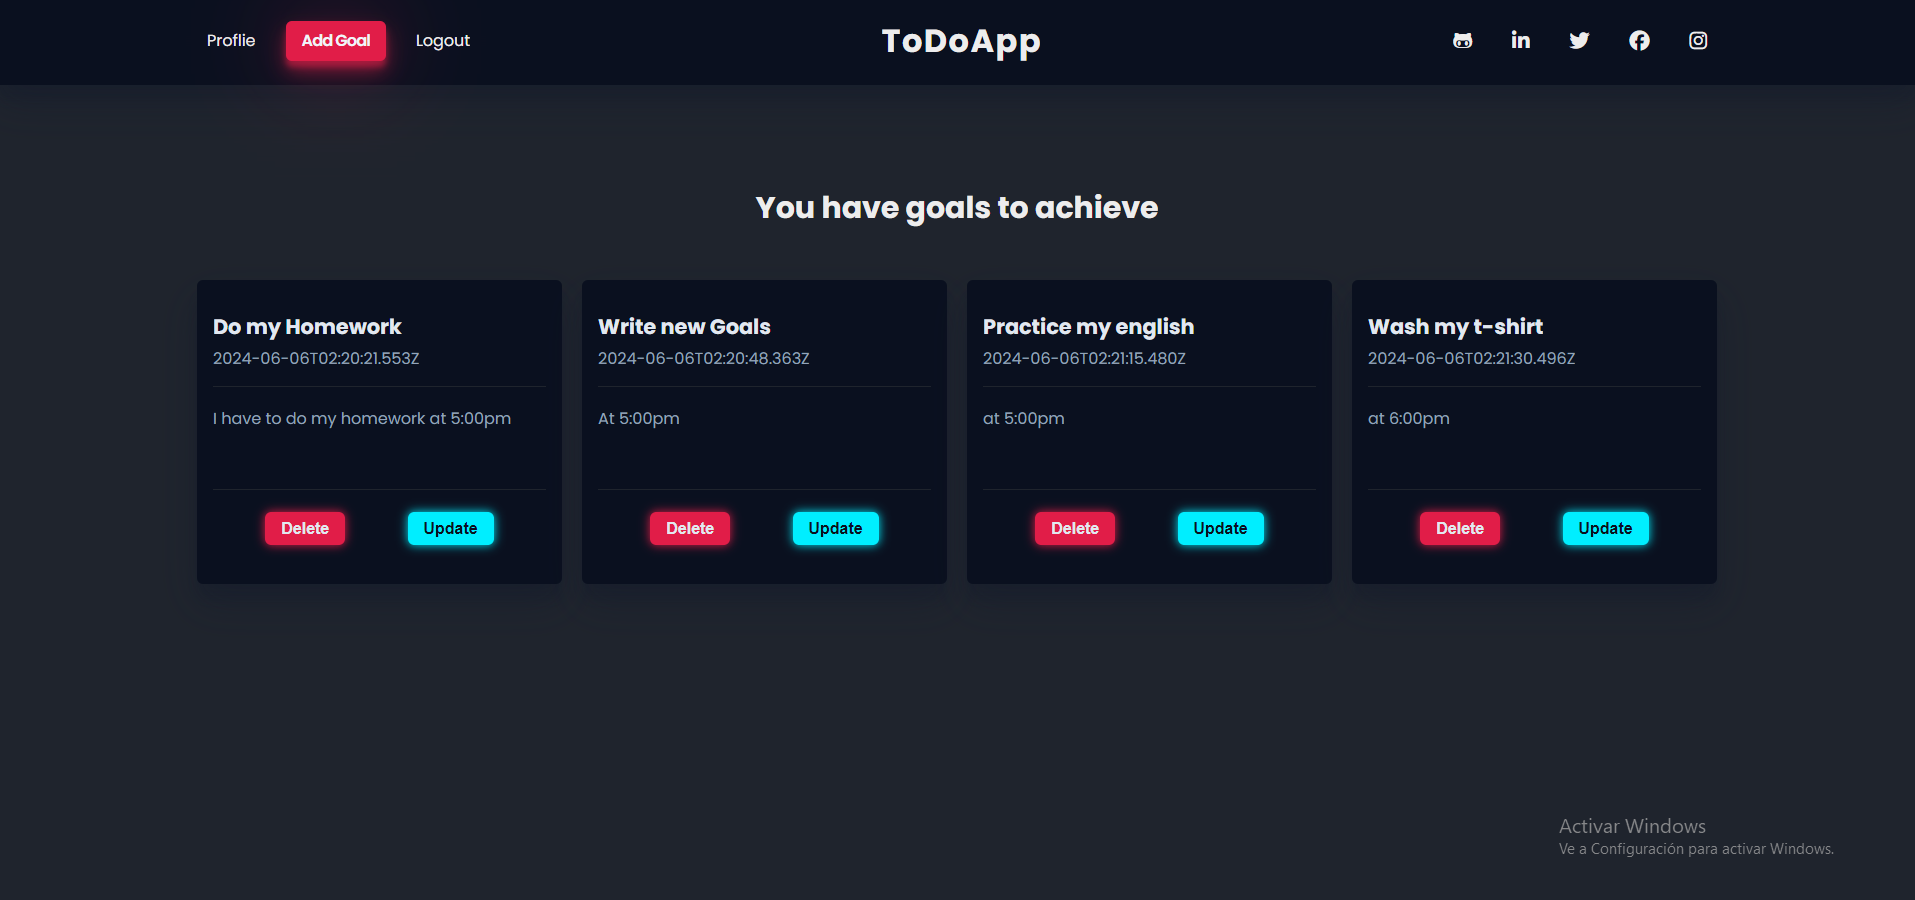 Proflie
Add Goal
Logout
ToDoApp
You have goals to achieve
Do my Homework
2024-06-06T02:20:21.553Z
I have to do my homework at 5:00pm
Delete
Update
Write new Goals
2024-06-06T02:20:48.363Z
At 5:00pm
Delete
Update
Practice my english
2024-06-06T02:21:15.480Z
at 5:00pm
Delete
Update
Wash my t-shirt
2024-06-06T02:21:30.496Z
at 6:00pm
Delete
Update
Activar Windows
Ve a Configuración para activar Windows.